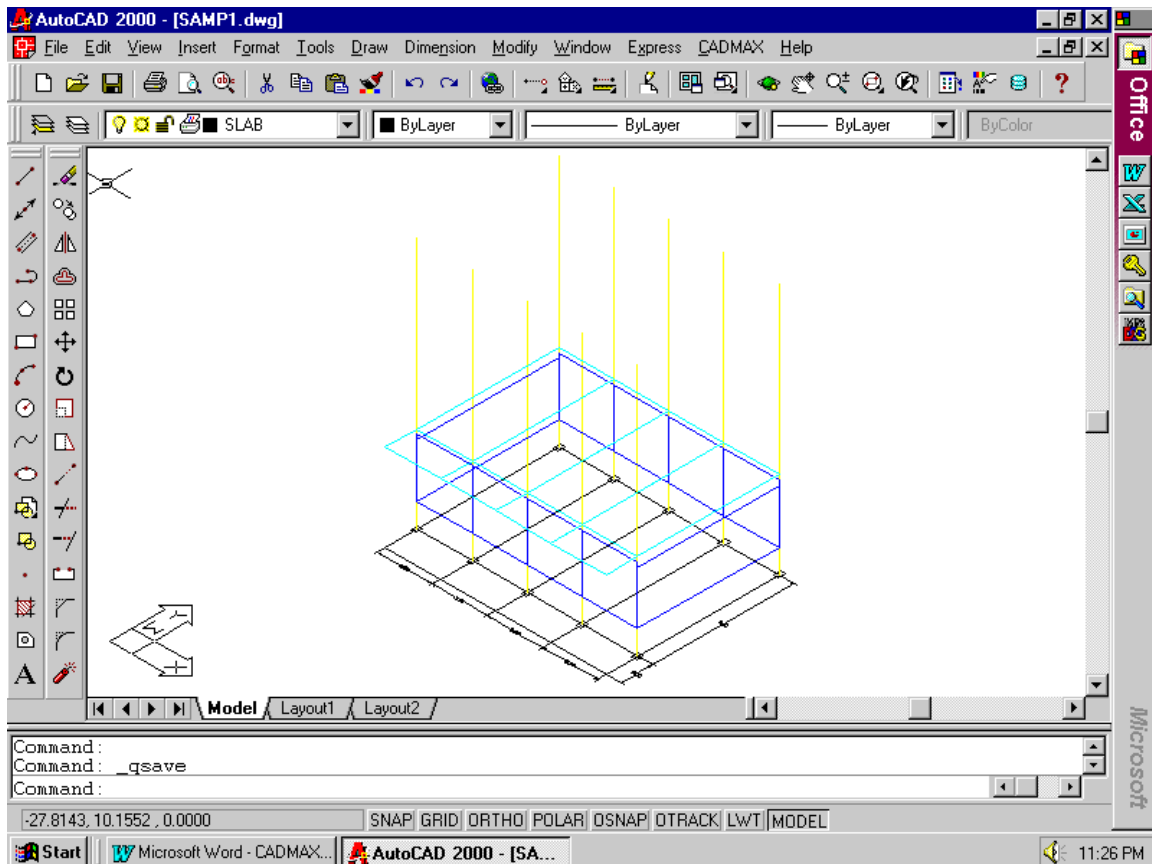 AutoCAD 2000 - [SAMP1.dwg]
File Edit View Insert Format Tools Draw Dimension Modify Window Express CADMAX Help
SLAB ByLayer ByLayer ByLayer ByColor
Office
A
Model Layout1 Layout2
Command:
Command: _qsave
Command:
Microsoft
-27.8143, 10.1552 , 0.0000 SNAP GRID ORTHO POLAR OSNAP OTRACK LWT MODEL
Start Microsoft Word - CADMAX... AutoCAD 2000 - [SA... 11:26 PM